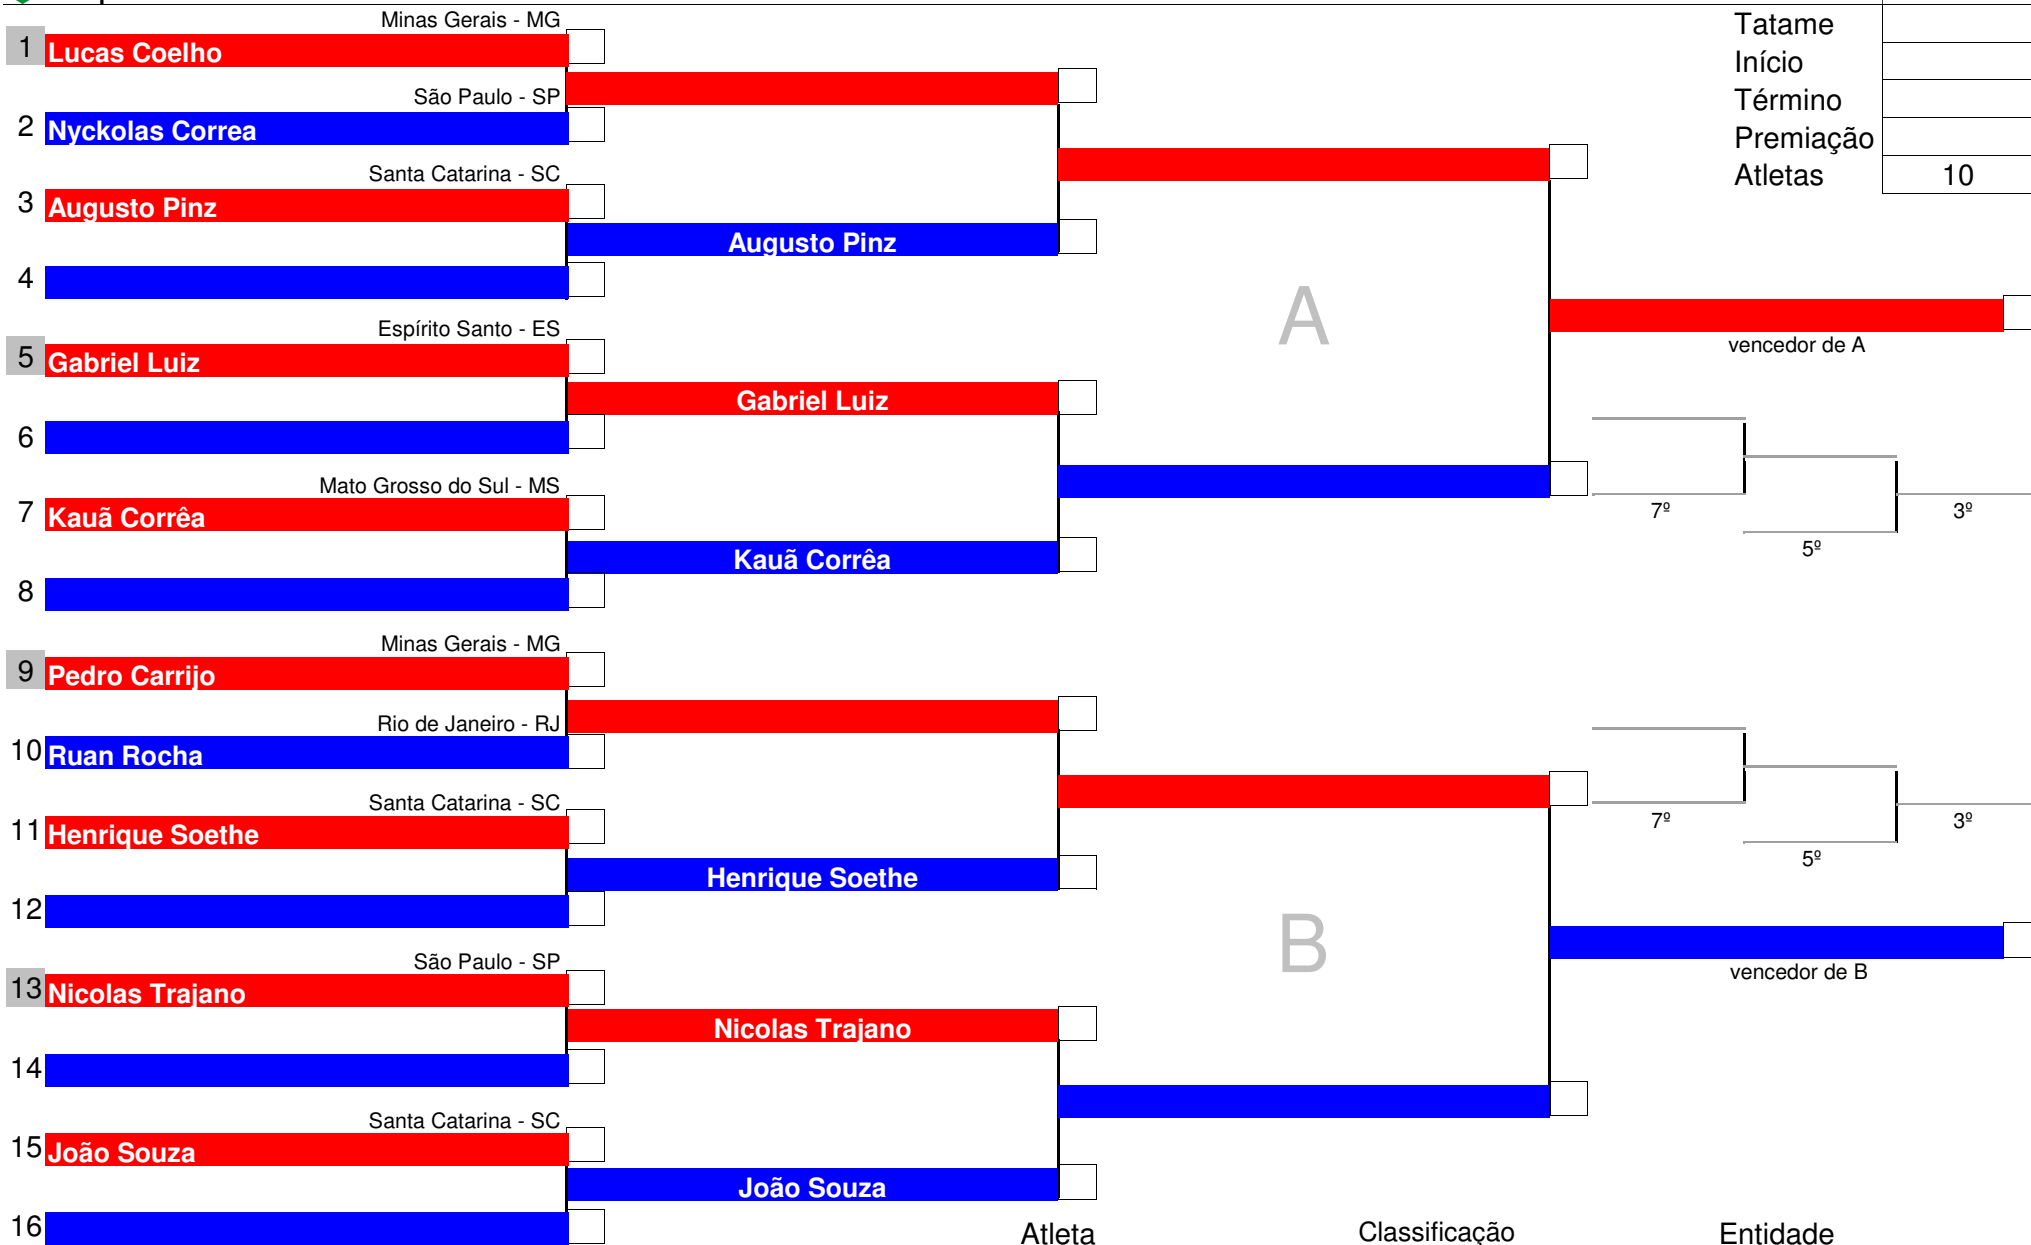 Minas Gerais - MG
1 Lucas Coelho
São Paulo - SP
2 Nyckolas Correa
Santa Catarina - SC
3 Augusto Pinz
Augusto Pinz
4
Espírito Santo - ES
5 Gabriel Luiz
Gabriel Luiz
6
Mato Grosso do Sul - MS
7 Kauã Corrêa
Kauã Corrêa
8
Minas Gerais - MG
9 Pedro Carrijo
Rio de Janeiro - RJ
10 Ruan Rocha
Santa Catarina - SC
11 Henrique Soethe
Henrique Soethe
12
São Paulo - SP
13 Nicolas Trajano
Nicolas Trajano
14
Santa Catarina - SC
15 João Souza
João Souza
16
A
B
Tatame
Início
Término
Premiação
Atletas 10
vencedor de A
7º
3º
5º
7º
3º
5º
vencedor de B
Atleta Classificação Entidade